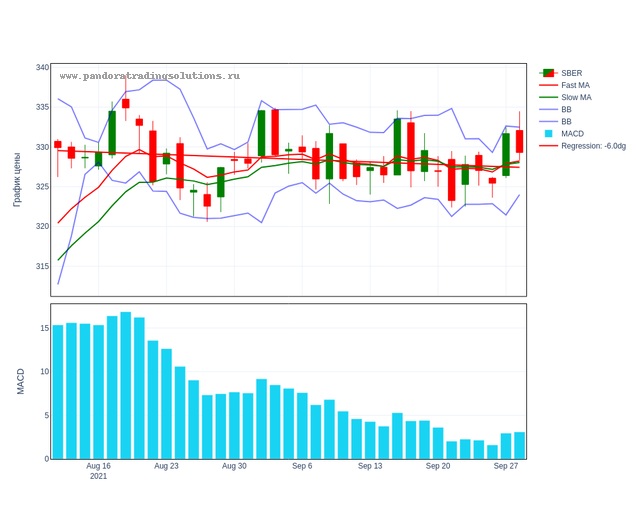 www.pandoratradingsolutions.ru
340
335
330
325
320
315
График цены
SBER
Fast MA
Slow MA
BB
BB
MACD
Regression: -6.0dg
15
10
5
0
MACD
Aug 16
2021
Aug 23
Aug 30
Sep 6
Sep 13
Sep 20
Sep 27